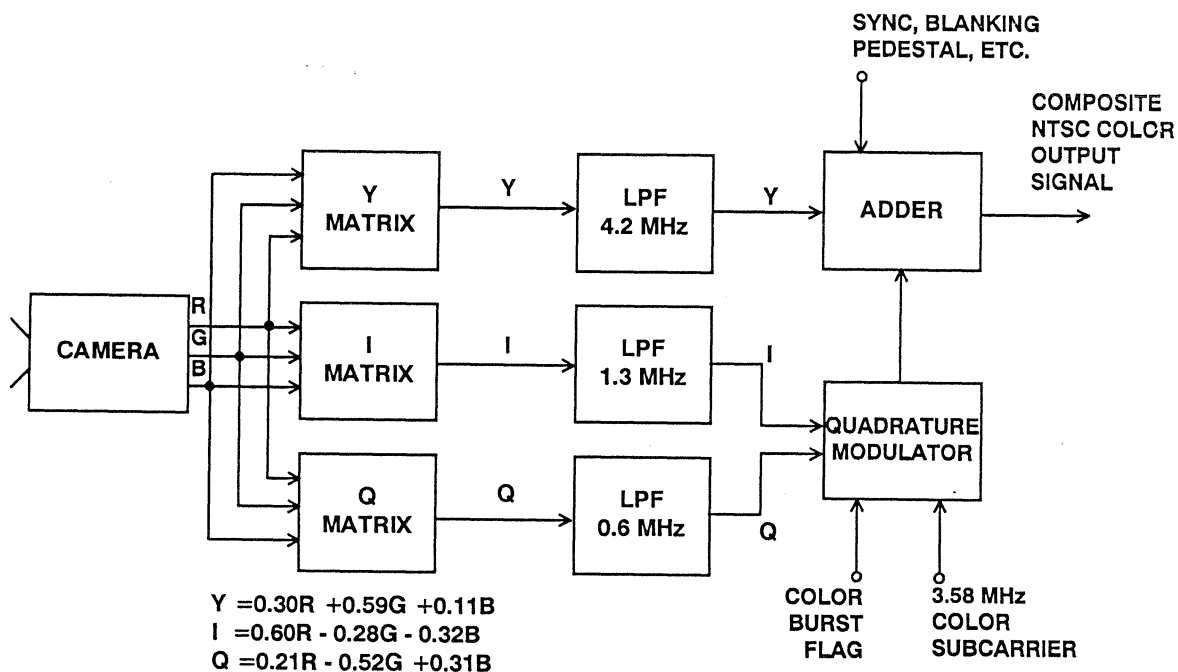 SYNC, BLANKING
PEDESTAL, ETC.
COMPOSITE
NTSC COLOR
OUTPUT
SIGNAL
Y
MATRIX
Y
LPF
4.2 MHz
Y
ADDER
CAMERA
R
G
B
I
MATRIX
I
LPF
1.3 MHz
I
QUADRATURE
MODULATOR
Q
MATRIX
Q
LPF
0.6 MHz
Q
COLOR
BURST
FLAG
3.58 MHz
COLOR
SUBCARRIER
Y =0.30R +0.59G +0.11B
I =0.60R - 0.28G - 0.32B
Q =0.21R - 0.52G +0.31B